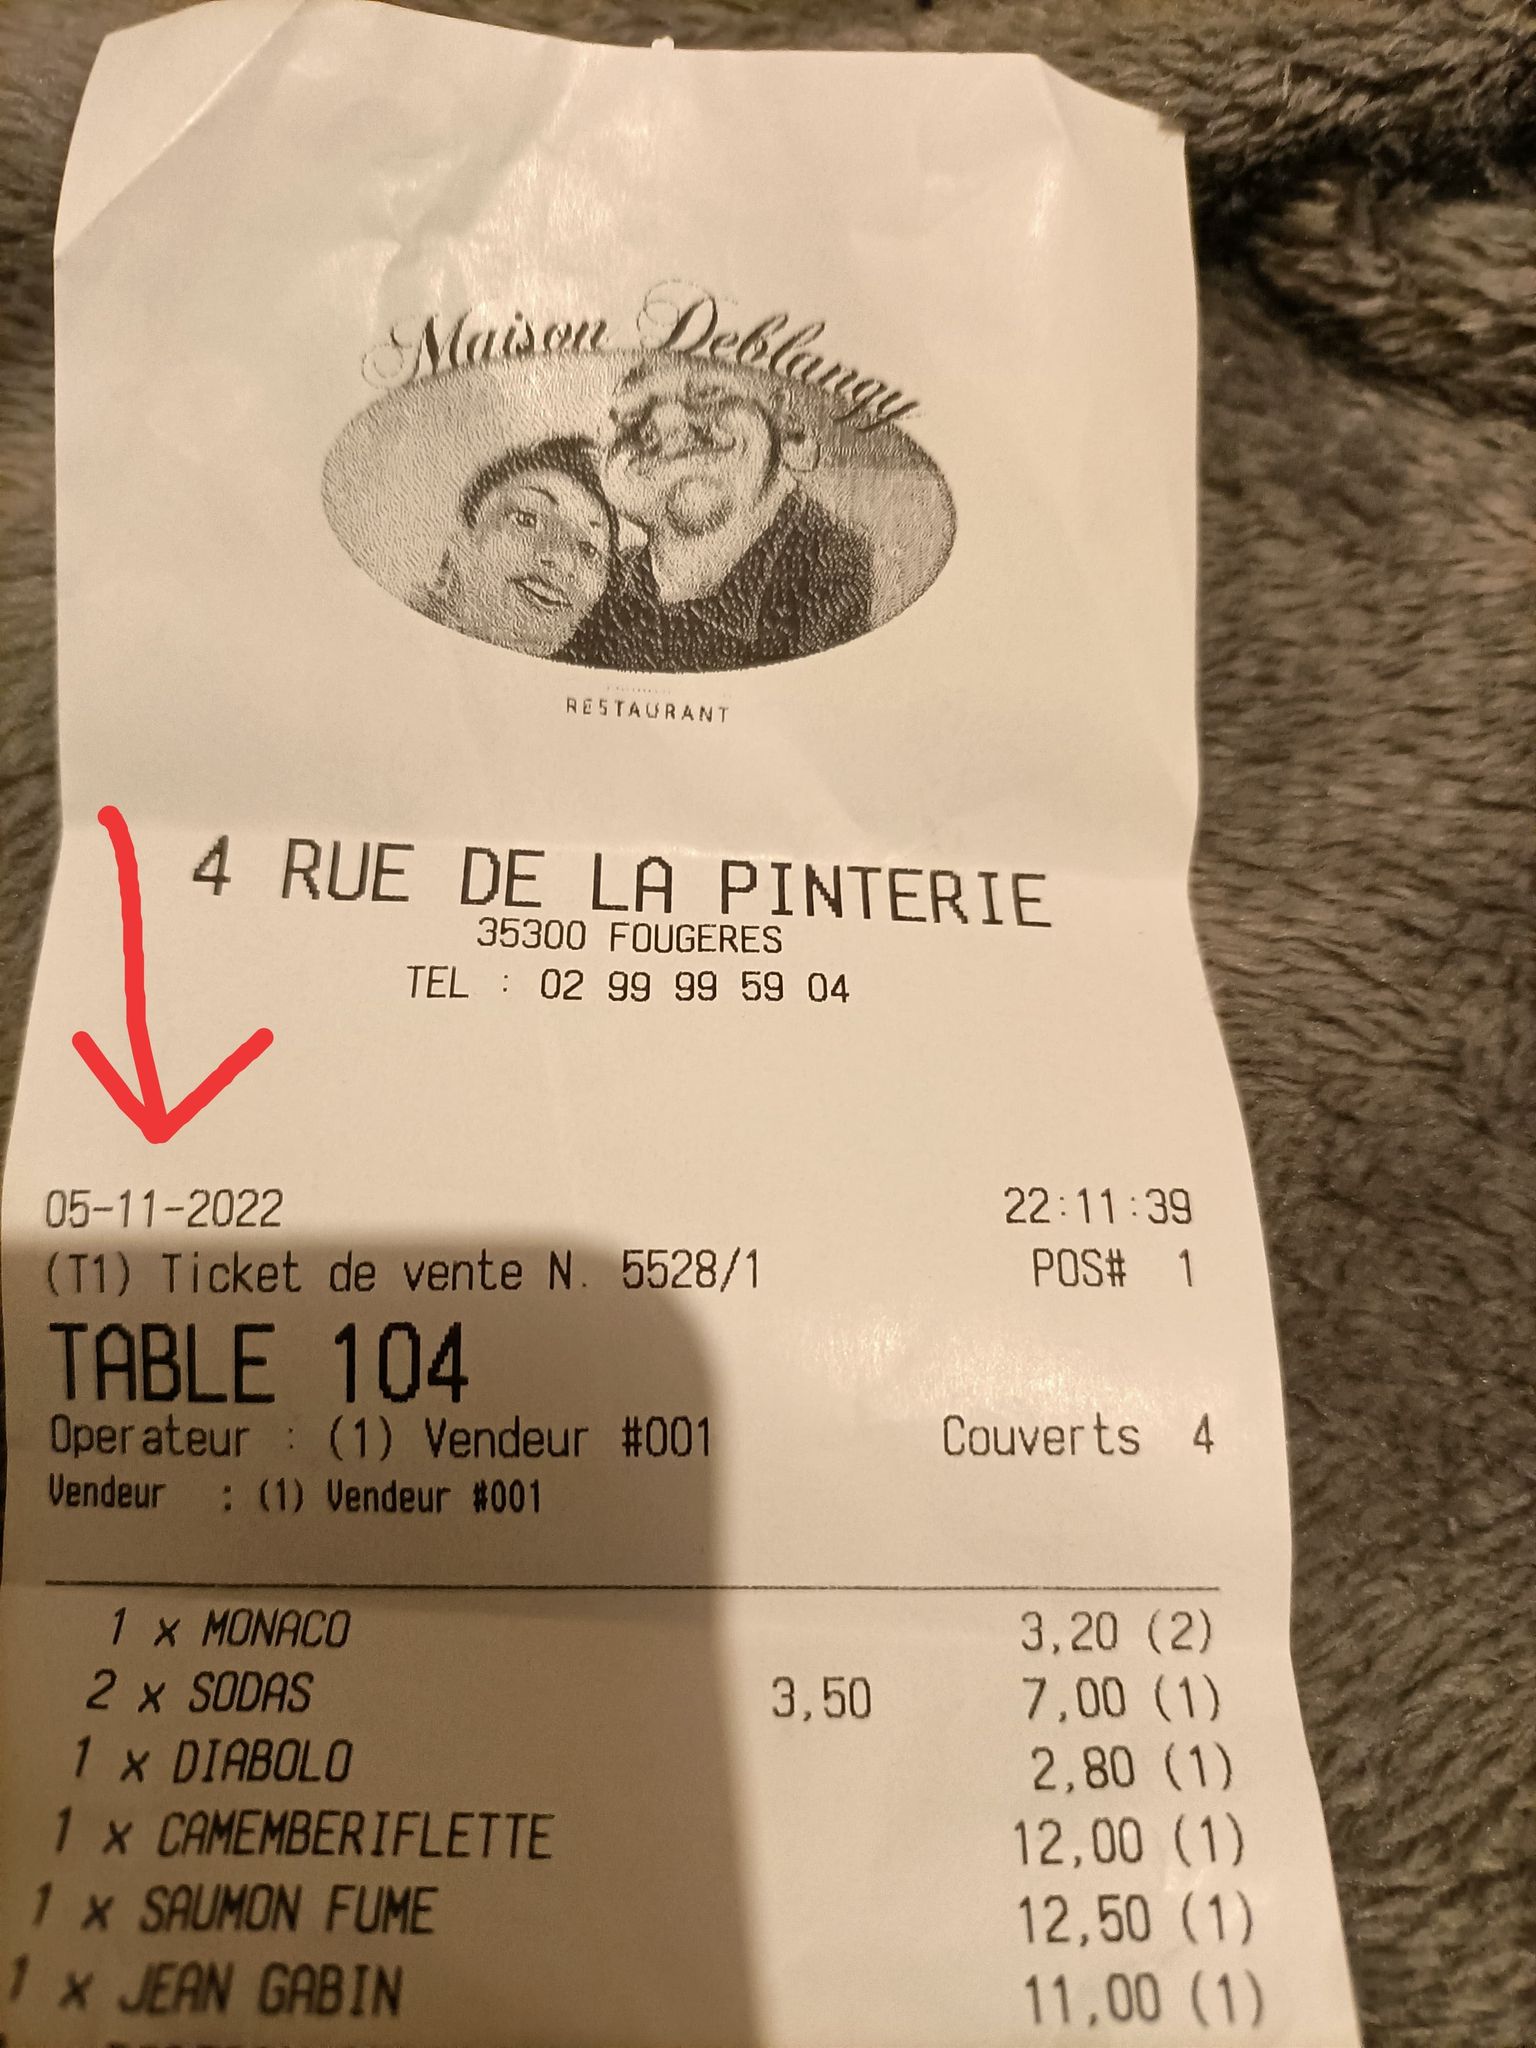 Maison Deblangy
RESTAURANT
4 RUE DE LA PINTERIE
35300 FOUGERES
TEL : 02 99 99 59 04
05-11-2022 22:11:39
(T1) Ticket de vente N. 5528/1 POS# 1
TABLE 104
Operateur : (1) Vendeur #001 Couverts 4
Vendeur : (1) Vendeur #001
1 x MONACO 3,20 (2)
2 x SODAS 3,50 7,00 (1)
1 x DIABOLO 2,80 (1)
1 x CAMEMBERIFLETTE 12,00 (1)
1 x SAUMON FUME 12,50 (1)
1 x JEAN GABIN 11,00 (1)